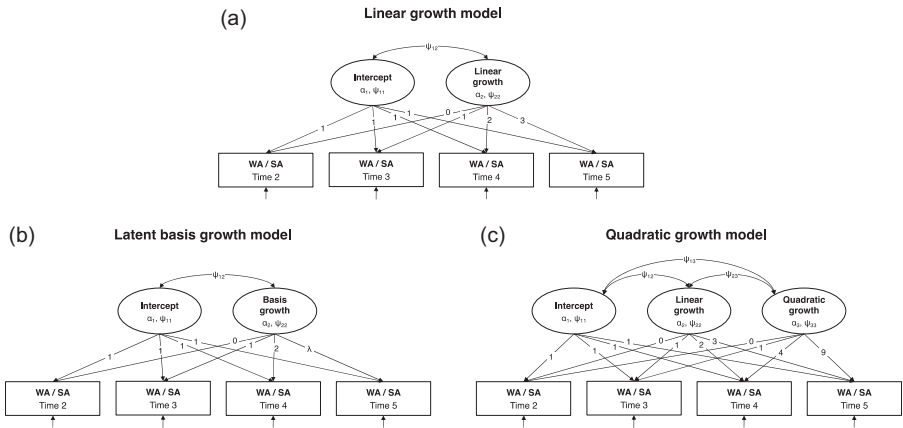 (a)
Linear growth model
ψ12
Intercept
α1, ψ11
Linear
growth
α2, ψ22
1 1 1 1 0 1 2 3
WA / SA
Time 2
WA / SA
Time 3
WA / SA
Time 4
WA / SA
Time 5
(b)
Latent basis growth model
ψ12
Intercept
α1, ψ11
Basis
growth
α2, ψ22
1 1 1 1 0 1 2 λ
WA / SA
Time 2
WA / SA
Time 3
WA / SA
Time 4
WA / SA
Time 5
(c)
Quadratic growth model
ψ13
ψ12
ψ23
Intercept
α1, ψ11
Linear
growth
α2, ψ22
Quadratic
growth
α3, ψ33
1 1 1 1 0 1 2 3 0 1 4 9
WA / SA
Time 2
WA / SA
Time 3
WA / SA
Time 4
WA / SA
Time 5